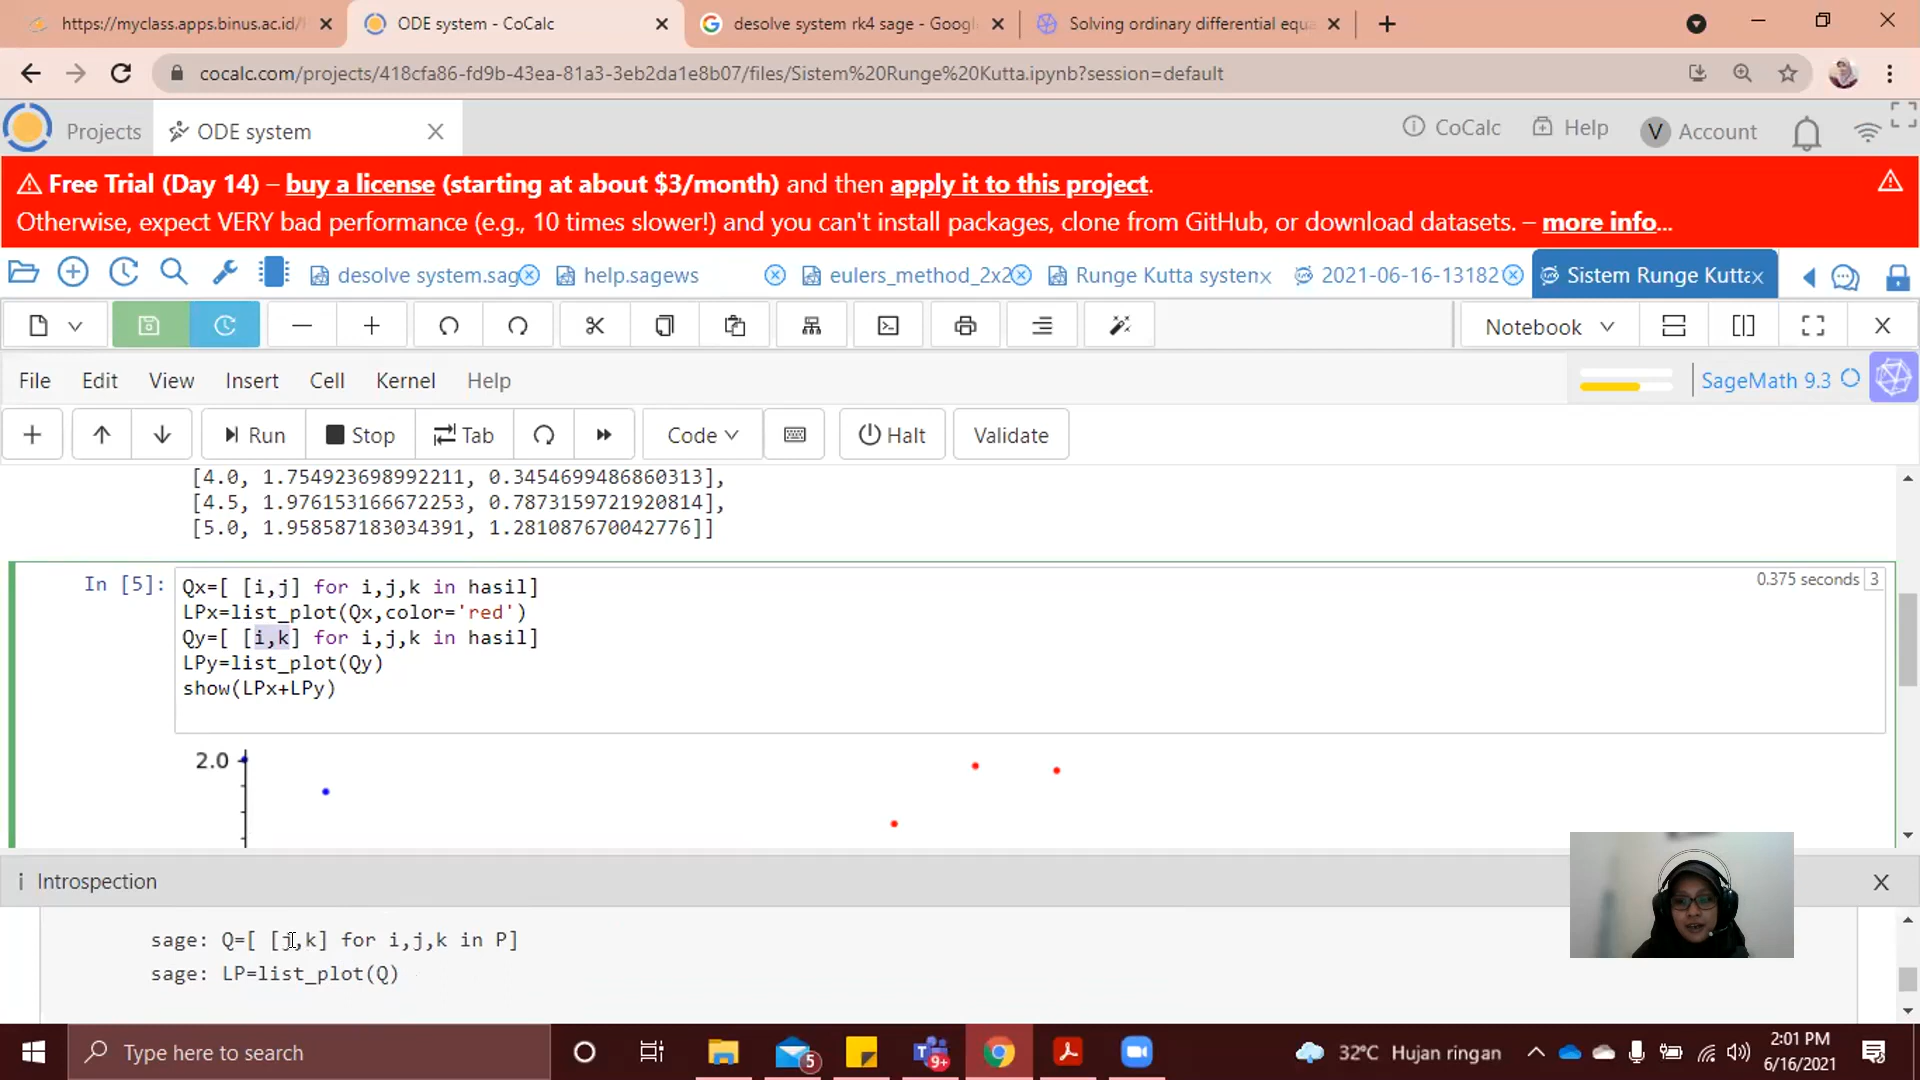 https://myclass.apps.binus.ac.id/
ODE system - CoCalc
desolve system rk4 sage - Googl
Solving ordinary differential equa
cocalc.com/projects/418cfa86-fd9b-43ea-81a3-3eb2da1e8b07/files/Sistem%20Runge%20Kutta.ipynb?session=default
Projects
ODE system
CoCalc
Help
V
Account
Free Trial (Day 14) – buy a license (starting at about $3/month) and then apply it to this project.
Otherwise, expect VERY bad performance (e.g., 10 times slower!) and you can't install packages, clone from GitHub, or download datasets. – more info...
desolve system.sag
help.sagews
eulers_method_2x2
Runge Kutta system
2021-06-16-13182
Sistem Runge Kutta
Notebook
File
Edit
View
Insert
Cell
Kernel
Help
SageMath 9.3
Run
Stop
Tab
Code
Halt
Validate
[4.0, 1.754923698992211, 0.3454699486860313],
[4.5, 1.976153166672253, 0.7873159721920814],
[5.0, 1.958587183034391, 1.281087670042776]]
In [5]:
Qx=[ [i,j] for i,j,k in hasil]
0.375 seconds
3
LPx=list_plot(Qx,color='red')
Qy=[ [i,k] for i,j,k in hasil]
LPy=list_plot(Qy)
show(LPx+LPy)
2.0
i Introspection
sage: Q=[ [j,k] for i,j,k in P]
sage: LP=list_plot(Q)
Type here to search
5
9+
32°C Hujan ringan
2:01 PM
6/16/2021